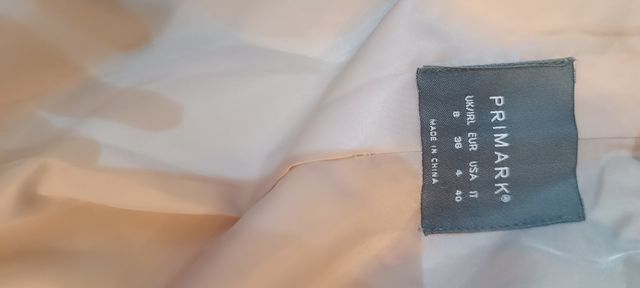 PRIMARK®
UK/IRL EUR USA IT
8 36 4 40
MADE IN CHINA